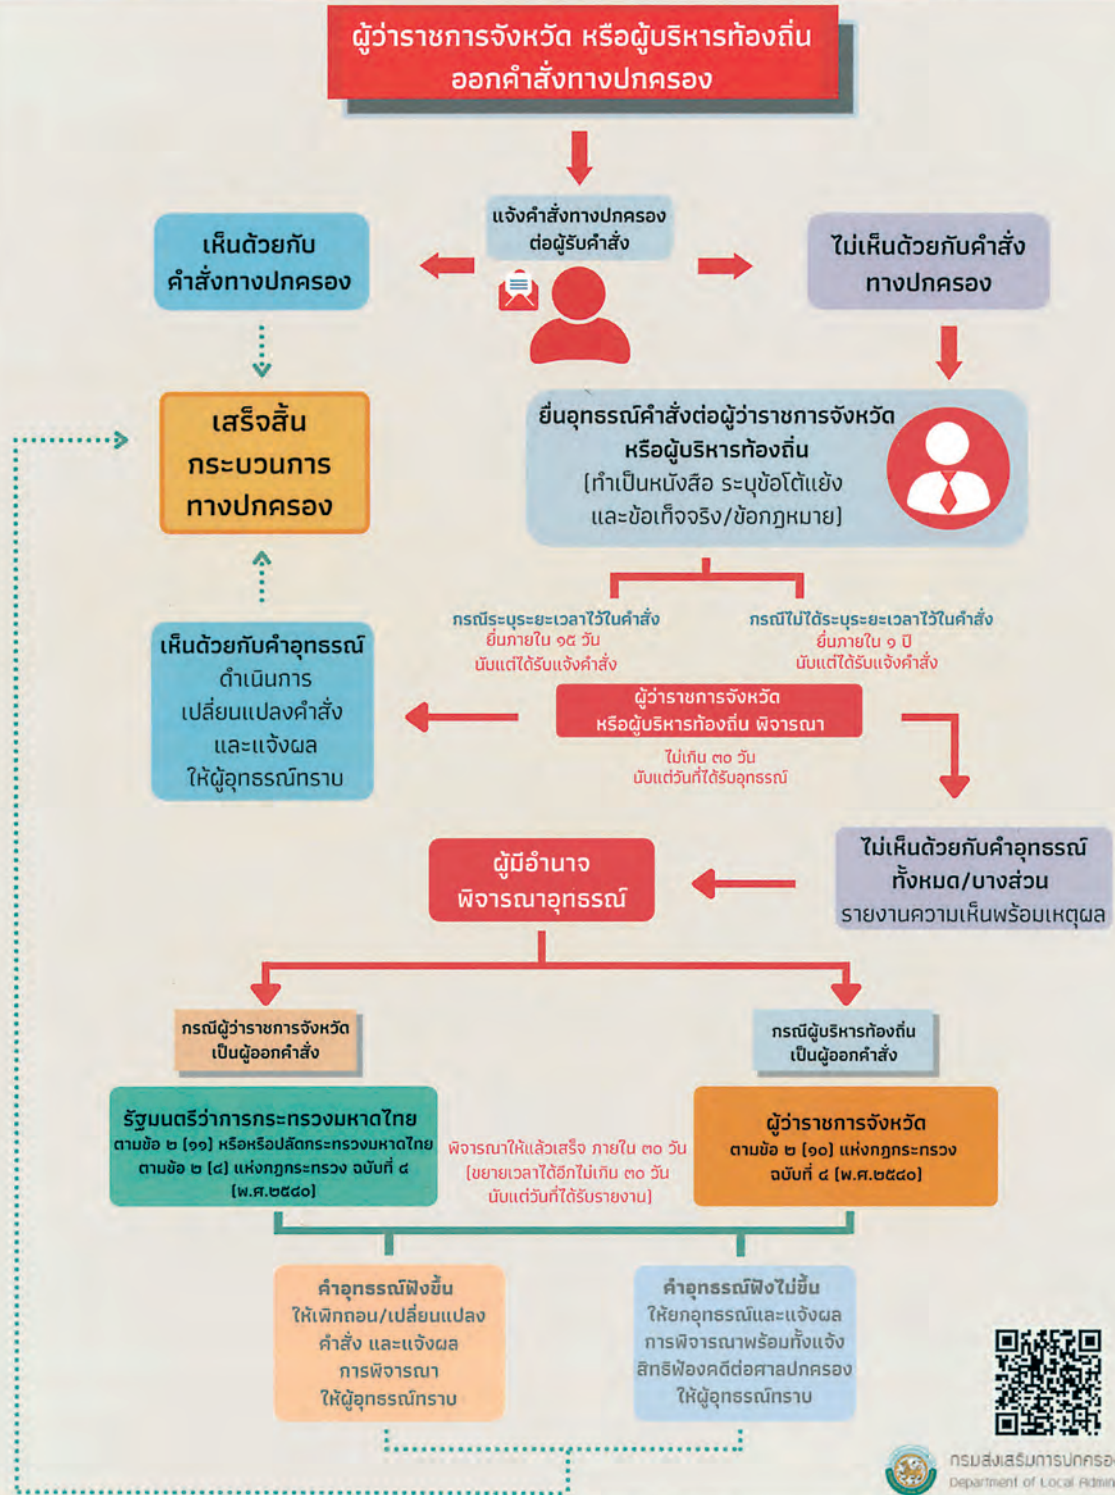 ผู้ว่าราชการจังหวัด หรือผู้บริหารท้องถิ่น
ออกคำสั่งทางปกครอง
แจ้งคำสั่งทางปกครอง
ต่อผู้รับคำสั่ง
เห็นด้วยกับ
คำสั่งทางปกครอง
ไม่เห็นด้วยกับคำสั่ง
ทางปกครอง
เสร็จสิ้น
กระบวนการ
ทางปกครอง
ยื่นอุทธรณ์คำสั่งต่อผู้ว่าราชการจังหวัด
หรือผู้บริหารท้องถิ่น
(ทำเป็นหนังสือ ระบุข้อโต้แย้ง
และข้อเท็จจริง/ข้อกฎหมาย)
กรณีระบุระยะเวลาไว้ในคำสั่ง
ยื่นภายใน ๑๕ วัน
นับแต่ได้รับแจ้งคำสั่ง
กรณีไม่ได้ระบุระยะเวลาไว้ในคำสั่ง
ยื่นภายใน ๑ ปี
นับแต่ได้รับแจ้งคำสั่ง
เห็นด้วยกับคำอุทธรณ์
ดำเนินการ
เปลี่ยนแปลงคำสั่ง
และแจ้งผล
ให้ผู้อุทธรณ์ทราบ
ผู้ว่าราชการจังหวัด
หรือผู้บริหารท้องถิ่น พิจารณา
ไม่เกิน ๓๐ วัน
นับแต่วันที่ได้รับอุทธรณ์
ไม่เห็นด้วยกับคำอุทธรณ์
ทั้งหมด/บางส่วน
รายงานความเห็นพร้อมเหตุผล
ผู้มีอำนาจ
พิจารณาอุทธรณ์
กรณีผู้ว่าราชการจังหวัด
เป็นผู้ออกคำสั่ง
กรณีผู้บริหารท้องถิ่น
เป็นผู้ออกคำสั่ง
รัฐมนตรีว่าการกระทรวงมหาดไทย
ตามข้อ ๒ (๑๑) หรือหรือปลัดกระทรวงมหาดไทย
ตามข้อ ๒ (๔) แห่งกฎกระทรวง ฉบับที่ ๔
(พ.ศ.๒๕๔๐)
พิจารณาให้แล้วเสร็จ ภายใน ๓๐ วัน
(ขยายเวลาได้อีกไม่เกิน ๓๐ วัน
นับแต่วันที่ได้รับรายงาน)
ผู้ว่าราชการจังหวัด
ตามข้อ ๒ (๑๐) แห่งกฎกระทรวง
ฉบับที่ ๔ (พ.ศ.๒๕๔๐)
คำอุทธรณ์ฟังขึ้น
ให้เพิกถอน/เปลี่ยนแปลง
คำสั่ง และแจ้งผล
การพิจารณา
ให้ผู้อุทธรณ์ทราบ
คำอุทธรณ์ฟังไม่ขึ้น
ให้ยกอุทธรณ์และแจ้งผล
การพิจารณาพร้อมทั้งแจ้ง
สิทธิฟ้องคดีต่อศาลปกครอง
ให้ผู้อุทธรณ์ทราบ
กรมส่งเสริมการปกครอ
Department of Local Admin